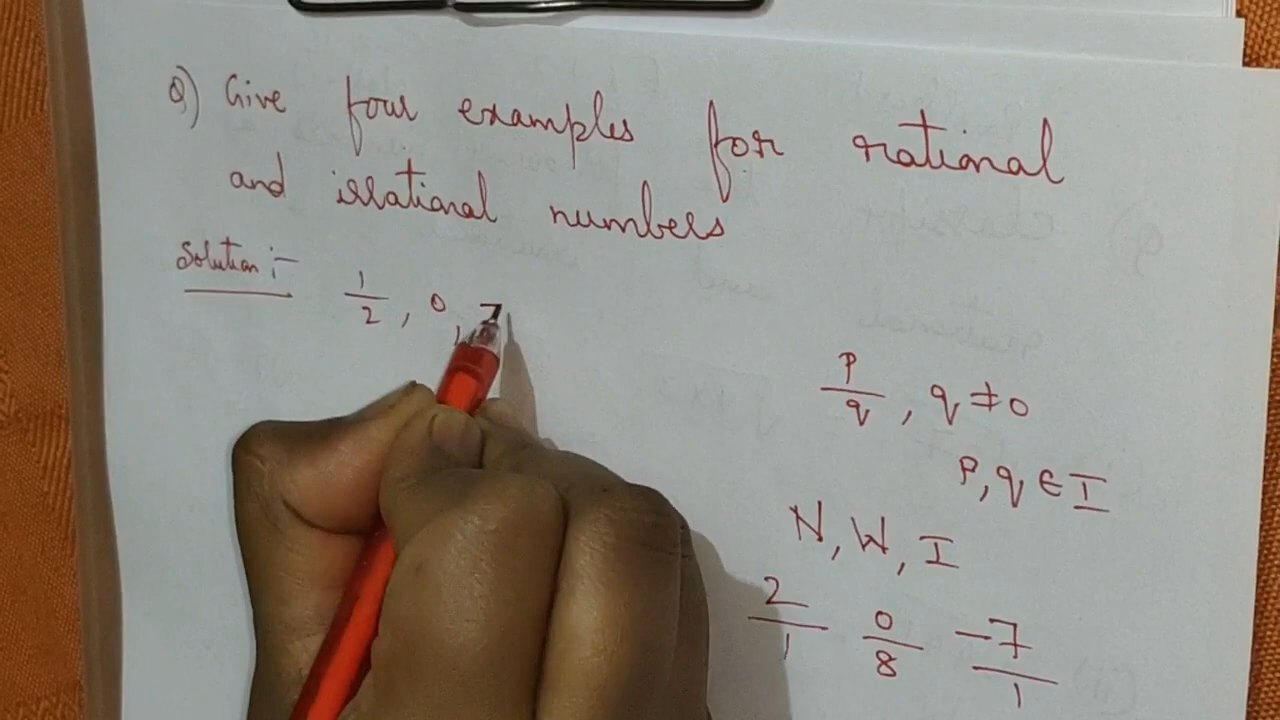 Q) Give four examples for rational
and irrational numbers
Solution :-
1/2, 0, 7
P/q, q ≠ 0
P, q ∈ I
N, W, I
2/1 0/8 -7/1